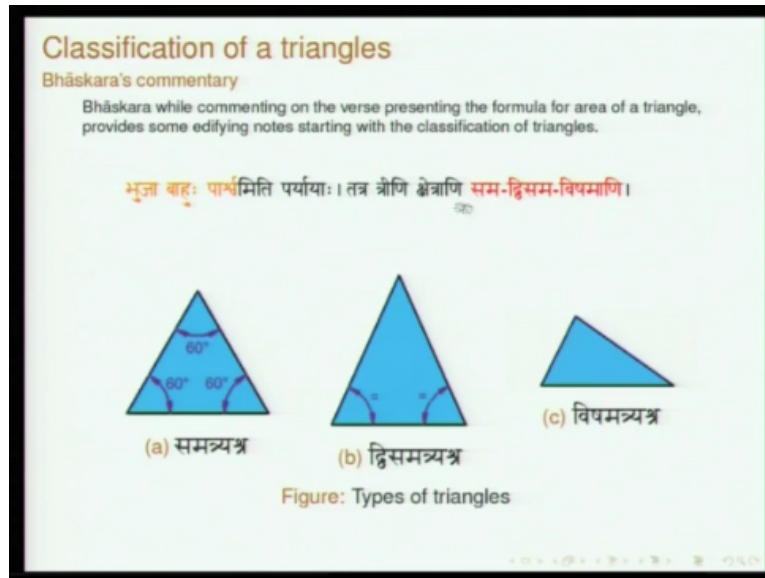 Classification of a triangles
Bhāskara's commentary
Bhāskara while commenting on the verse presenting the formula for area of a triangle,
provides some edifying notes starting with the classification of triangles.
भुजा बाहुः पार्श्वमिति पर्यायाः। तत्र त्रीणि क्षेत्राणि सम-द्विसम-विषमाणि।
60°
60° 60°
= =
(a) समत्र्यश्र
(b) द्विसमत्र्यश्र
(c) विषमत्र्यश्र
Figure: Types of triangles